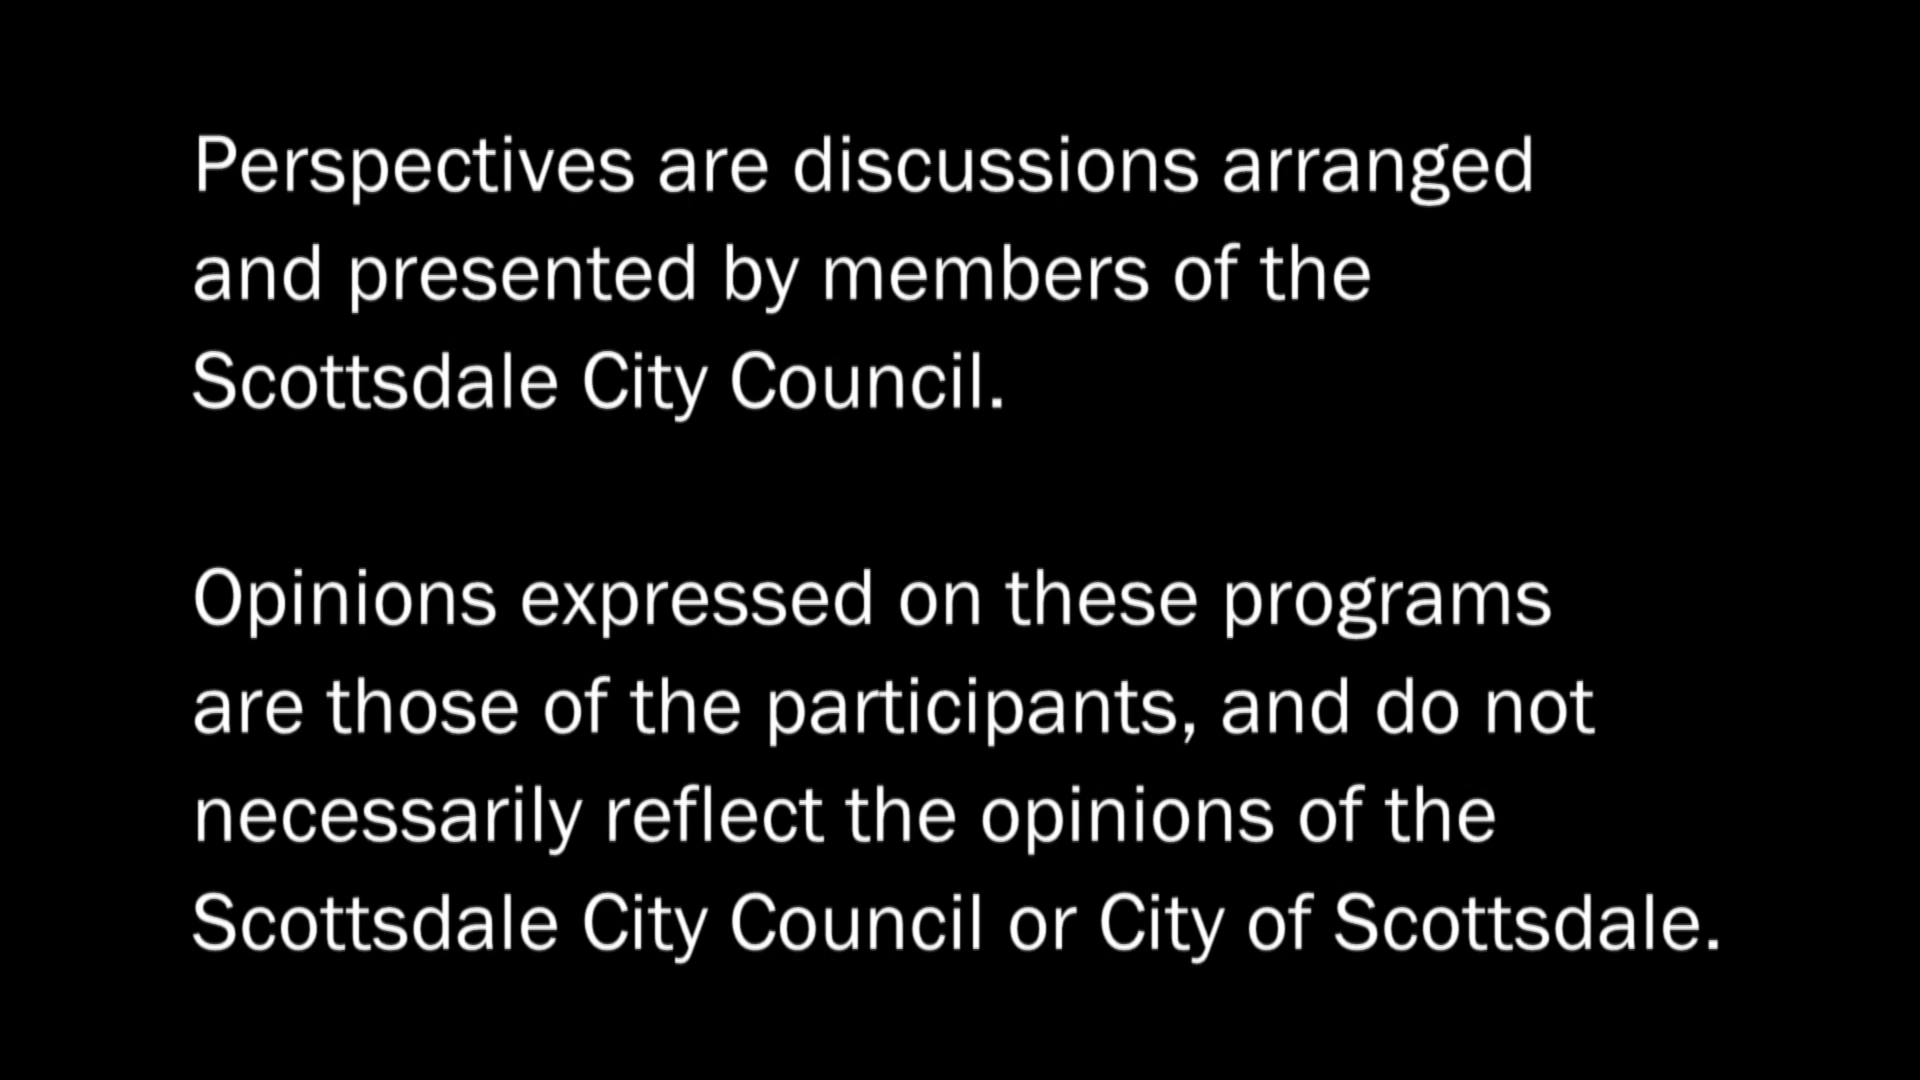 Perspectives are discussions arranged
and presented by members of the
Scottsdale City Council.
Opinions expressed on these programs
are those of the participants, and do not
necessarily reflect the opinions of the
Scottsdale City Council or City of Scottsdale.